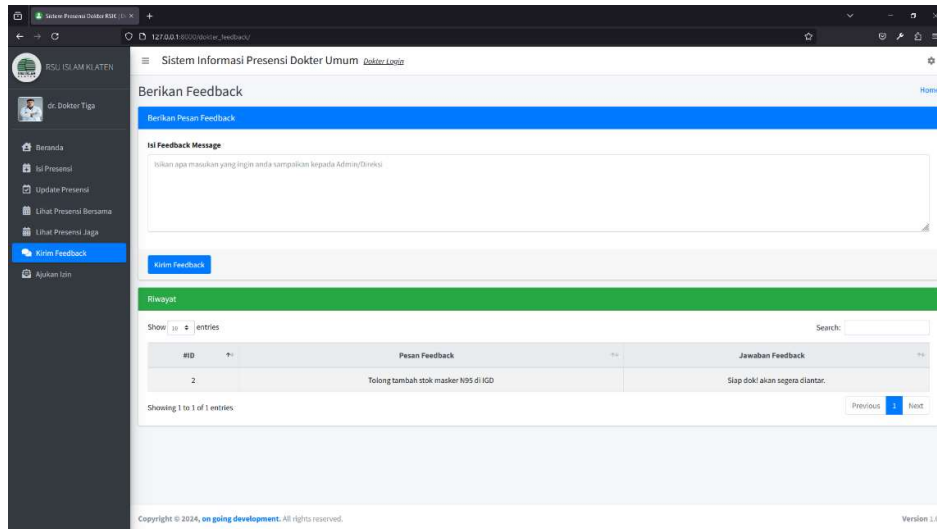 Sistem Presensi Dokter RSIK
127.0.0.1:8000/dokter_feedback/
RSU ISLAM KLATEN
Sistem Informasi Presensi Dokter Umum Dokter Login
dr. Dokter Tiga
Berikan Feedback
Home
Beranda
Isi Presensi
Update Presensi
Lihat Presensi Bersama
Lihat Presensi Jaga
Kirim Feedback
Ajukan Izin
Berikan Pesan Feedback
Isi Feedback Message
Isikan apa masukan yang ingin anda sampaikan kepada Admin/Direksi
Kirim Feedback
Riwayat
Show 10 entries
Search:
#ID Pesan Feedback Jawaban Feedback
2 Tolong tambah stok masker N95 di IGD Siap dok! akan segera diantar.
Showing 1 to 1 of 1 entries
Previous 1 Next
Copyright © 2024, on going development. All rights reserved.
Version